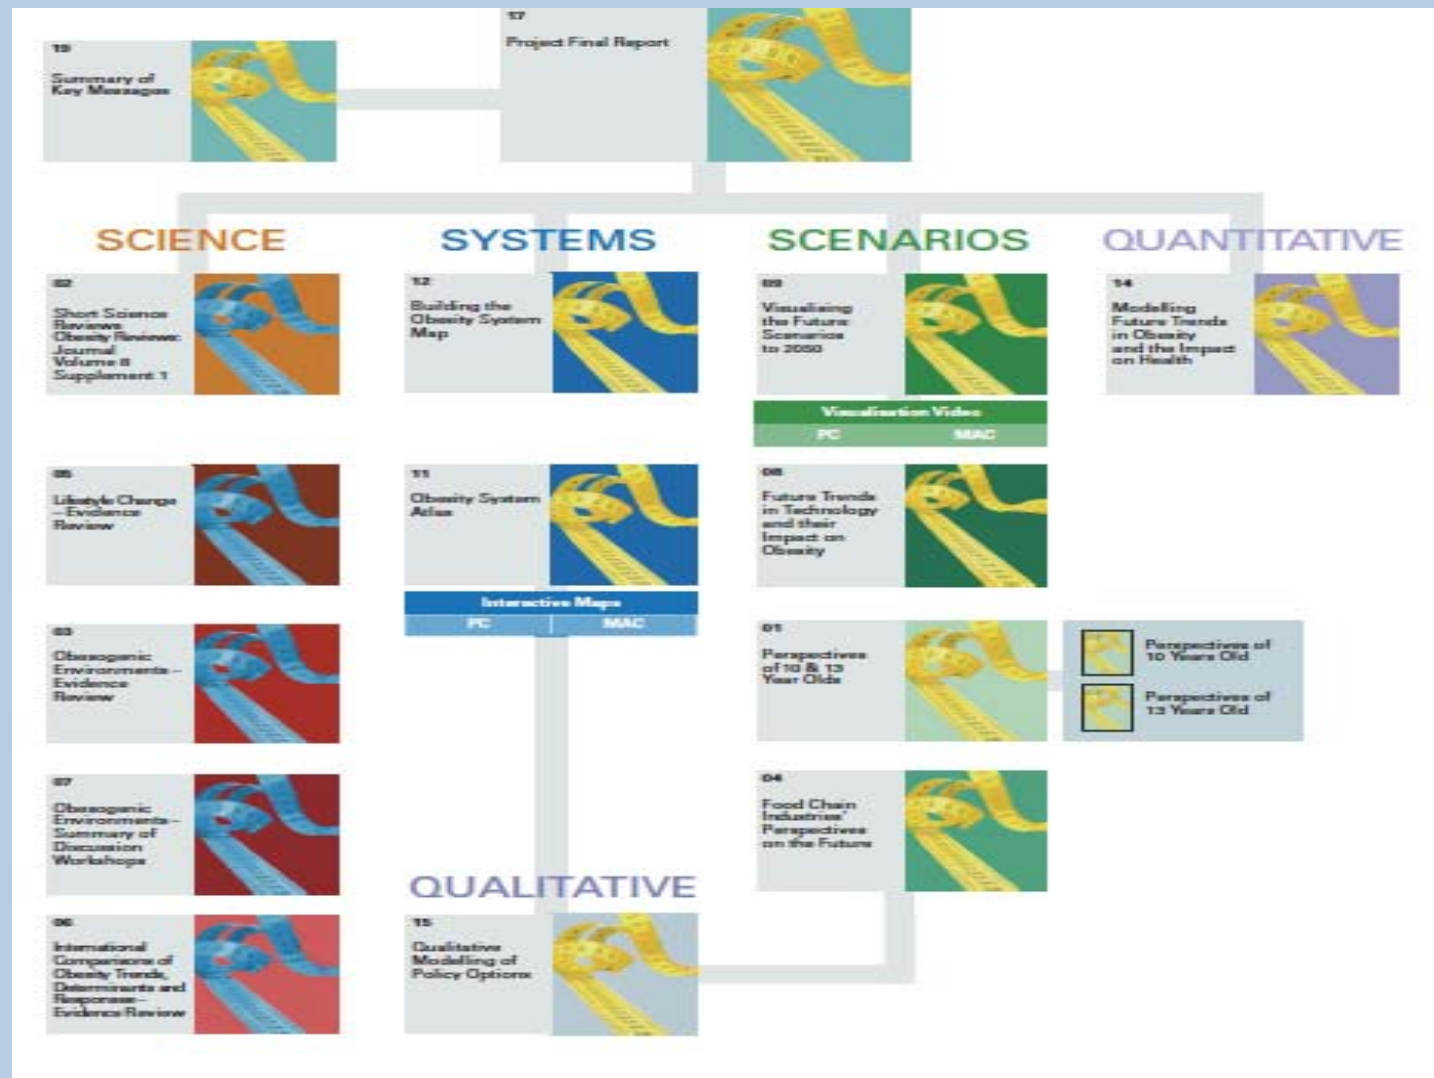 17
Project Final Report
19
Summary of
Key Messages
SCIENCE
02
Short Science
Reviews
Obesity Reviews:
Journal
Volume 8
Supplement 1
05
Lifestyle Change
– Evidence
Review
03
Obesogenic
Environments –
Evidence
Review
07
Obesogenic
Environments –
Summary of
Discussion
Workshops
06
International
Comparisons of
Obesity Trends,
Determinants and
Responses –
Evidence Review
SYSTEMS
12
Building the
Obesity System
Map
11
Obesity System
Atlas
Interactive Maps
PC MAC
QUALITATIVE
15
Qualitative
Modelling of
Policy Options
SCENARIOS
09
Visualising
the Future:
Scenarios
to 2050
Visualisation Video
PC MAC
08
Future Trends
in Technology
and their
Impact on
Obesity
01
Perspectives
of 10 & 13
Year Olds
Perspectives of
10 Years Old
Perspectives of
13 Years Old
04
Food Chain
Industries'
Perspectives
on the Future
QUANTITATIVE
14
Modelling
Future Trends
in Obesity
and the Impact
on Health